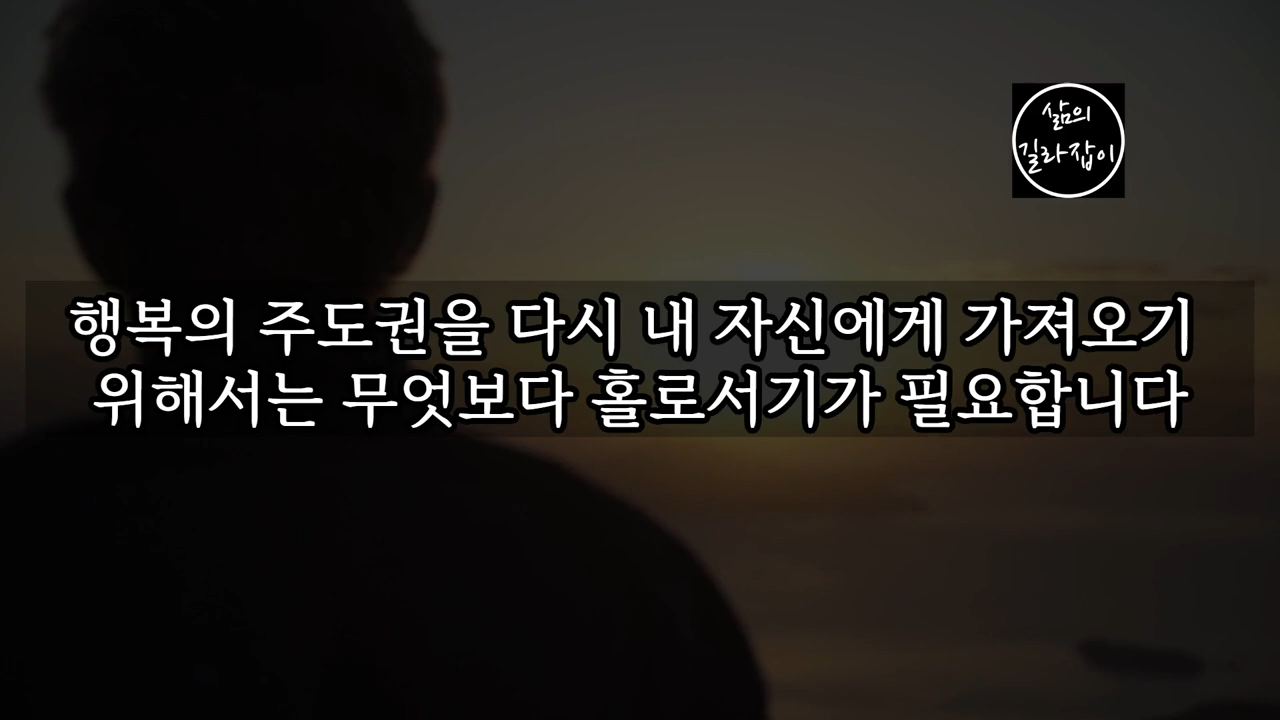 삶의
길라잡이
행복의 주도권을 다시 내 자신에게 가져오기
위해서는 무엇보다 홀로서기가 필요합니다